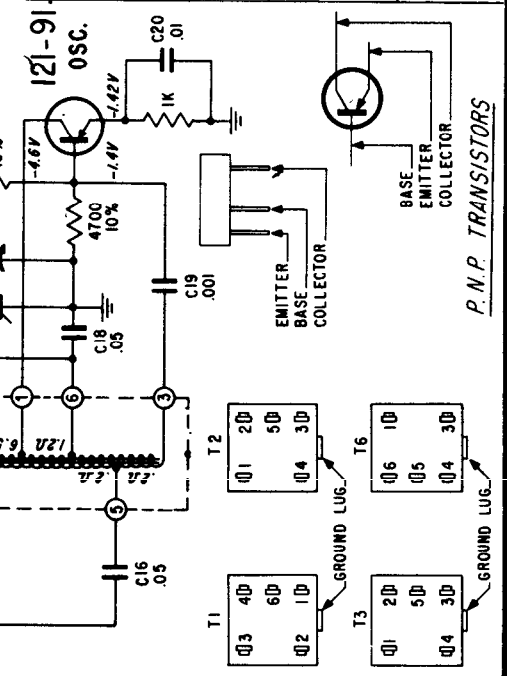 121-91
OSC.
C20
.01
-1.42V
1K
-4.6V
-1.4V
4700
10%
C19
.001
C18
.05
1
6
3
1.2Ω
5
C16
.05
EMITTER
BASE
COLLECTOR
BASE
EMITTER
COLLECTOR
P.N.P. TRANSISTORS
T1
3 4
6
2 1
T2
1 2
5
4 3
GROUND LUG
T3
1 2
5
4 3
T6
6 1
5
4 3
GROUND LUG